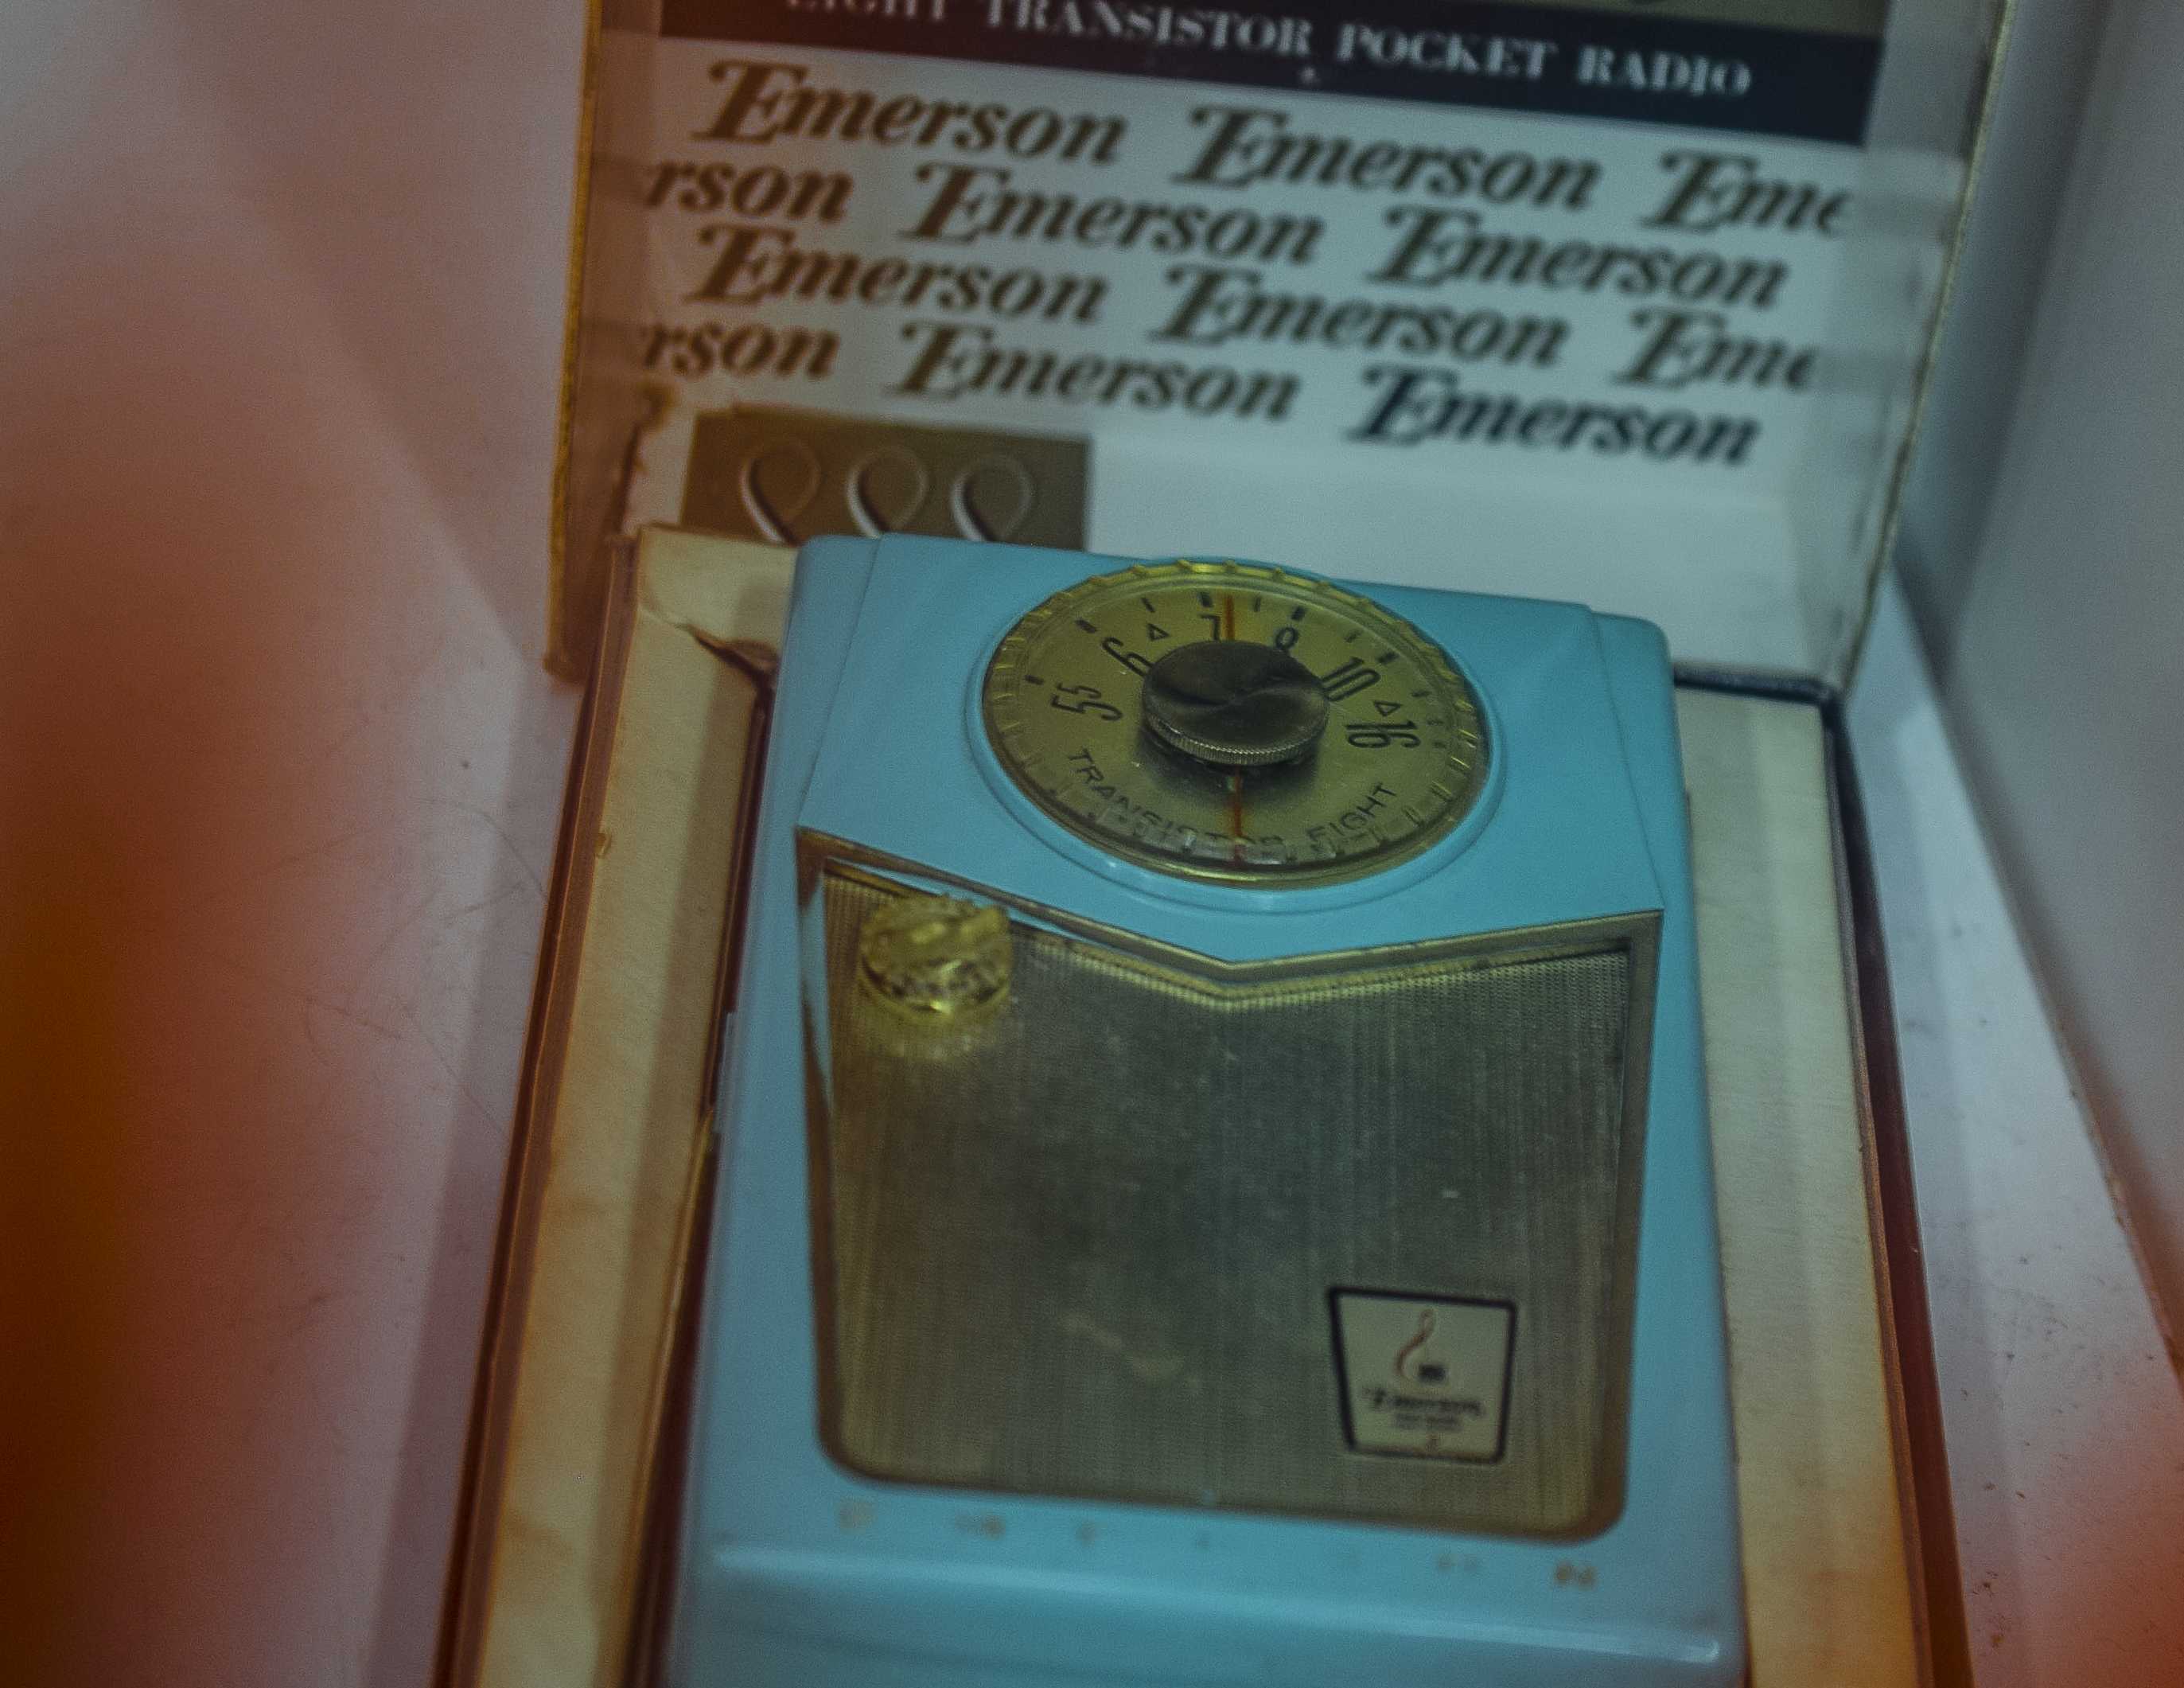 EIGHT TRANSISTOR POCKET RADIO
Emerson Emerson Eme
rson Emerson Emerson
Emerson Emerson Eme
rson Emerson Emerson
55 6 7 8 10 16
TRANSISTOR EIGHT
Emerson